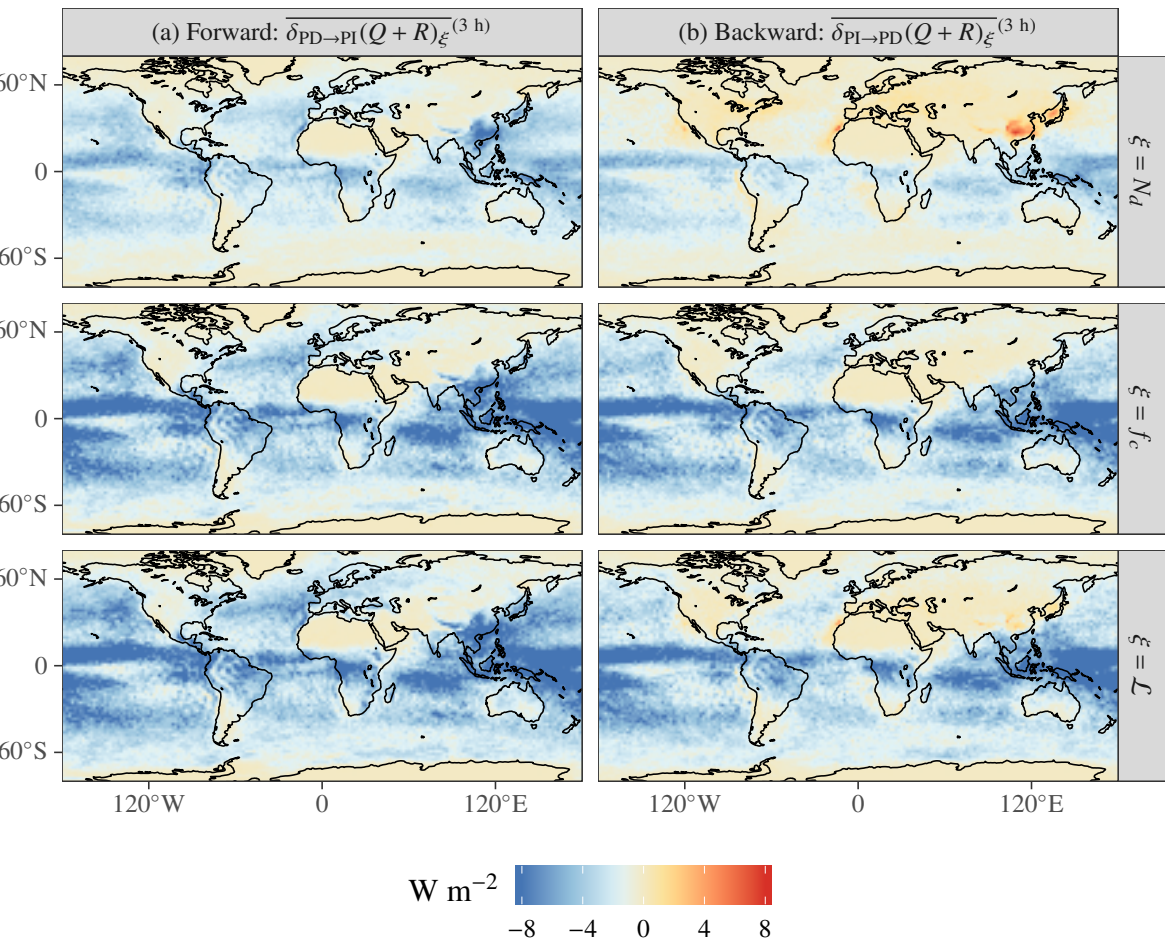 (a) Forward: δ_PD→PI(Q + R)_ξ^(3 h)
(b) Backward: δ_PI→PD(Q + R)_ξ^(3 h)
60°N
0
60°S
ξ = N_d
60°N
0
60°S
ξ = f_c
60°N
0
60°S
ξ = ℒ
120°W 0 120°E
120°W 0 120°E
W m⁻²
−8 −4 0 4 8